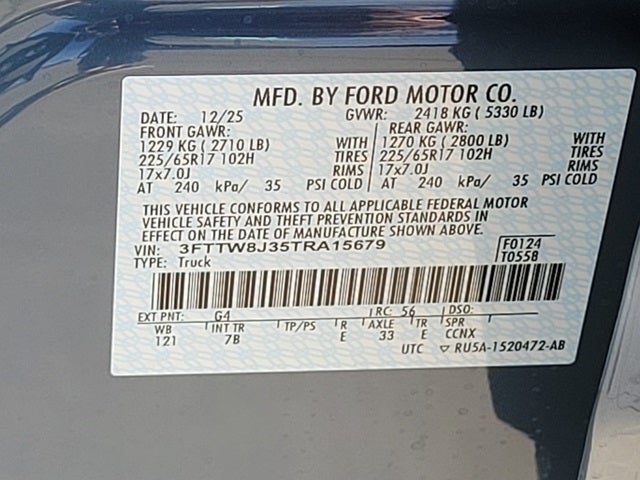 MFD. BY FORD MOTOR CO.
DATE: 12/25 GVWR: 2418 KG ( 5330 LB)
FRONT GAWR: REAR GAWR:
1229 KG ( 2710 LB) WITH 1270 KG ( 2800 LB) WITH
225/65R17 102H TIRES 225/65R17 102H TIRES
17x7.0J RIMS 17x7.0J RIMS
AT 240 kPa/ 35 PSI COLD AT 240 kPa/ 35 PSI COLD
THIS VEHICLE CONFORMS TO ALL APPLICABLE FEDERAL MOTOR
VEHICLE SAFETY AND THEFT PREVENTION STANDARDS IN
EFFECT ON THE DATE OF MANUFACTURE SHOWN ABOVE.
VIN: 3FTTW8J35TRA15679 F0124
TYPE: Truck T0558
EXT PNT: G4 RC: 56 DSO:
WB INT TR TP/PS R AXLE TR SPR
121 7B E 33 E CCNX
UTC ▽ RU5A-1520472-AB